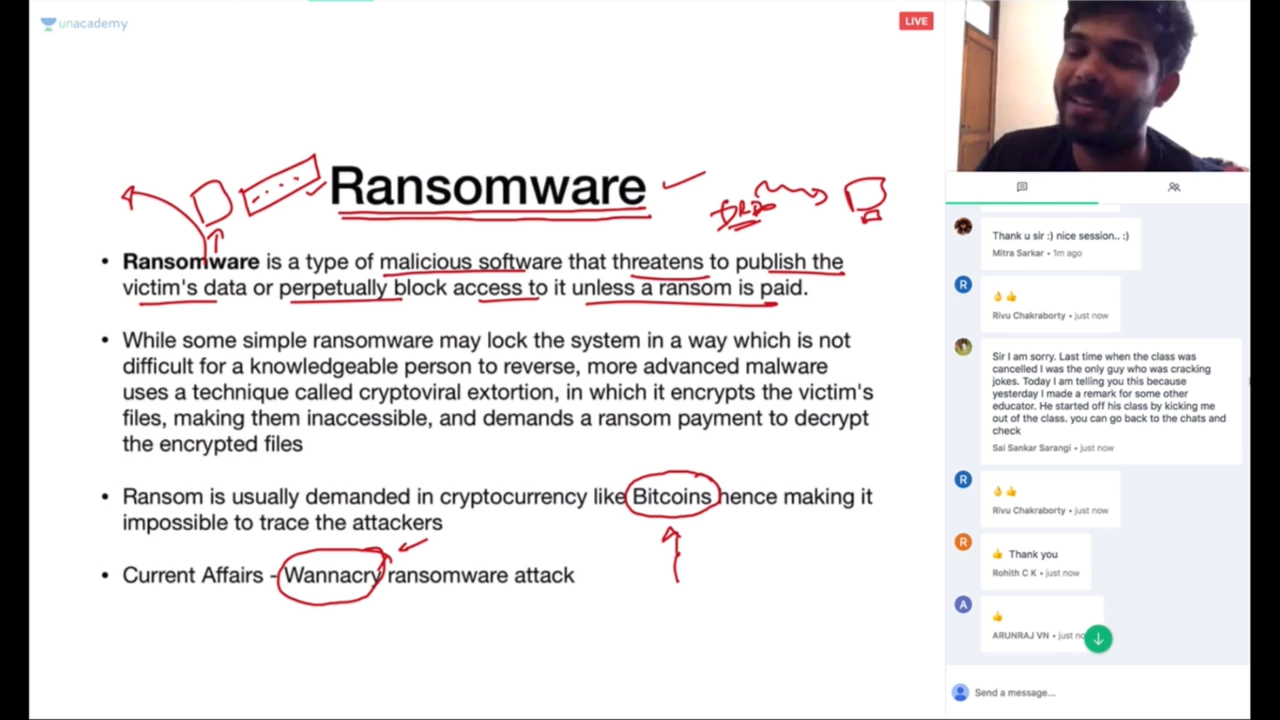 unacademy
LIVE
Ransomware
DRDO
• Ransomware is a type of malicious software that threatens to publish the
victim's data or perpetually block access to it unless a ransom is paid.
• While some simple ransomware may lock the system in a way which is not
difficult for a knowledgeable person to reverse, more advanced malware
uses a technique called cryptoviral extortion, in which it encrypts the victim's
files, making them inaccessible, and demands a ransom payment to decrypt
the encrypted files
• Ransom is usually demanded in cryptocurrency like Bitcoins hence making it
impossible to trace the attackers
• Current Affairs - Wannacry ransomware attack
Thank u sir :) nice session.. :)
Mitra Sarkar • 1m ago
R
👌👍
Rivu Chakraborty • just now
Sir I am sorry. Last time when the class was
cancelled I was the only guy who was cracking
jokes. Today I am telling you this because
yesterday I made a remark for some other
educator. He started off his class by kicking me
out of the class. you can go back to the chats and
check
Sai Sankar Sarangi • just now
R
👌👍
Rivu Chakraborty • just now
R
👍 Thank you
Rohith C K • just now
A
👍
ARUNRAJ VN • just no
Send a message...